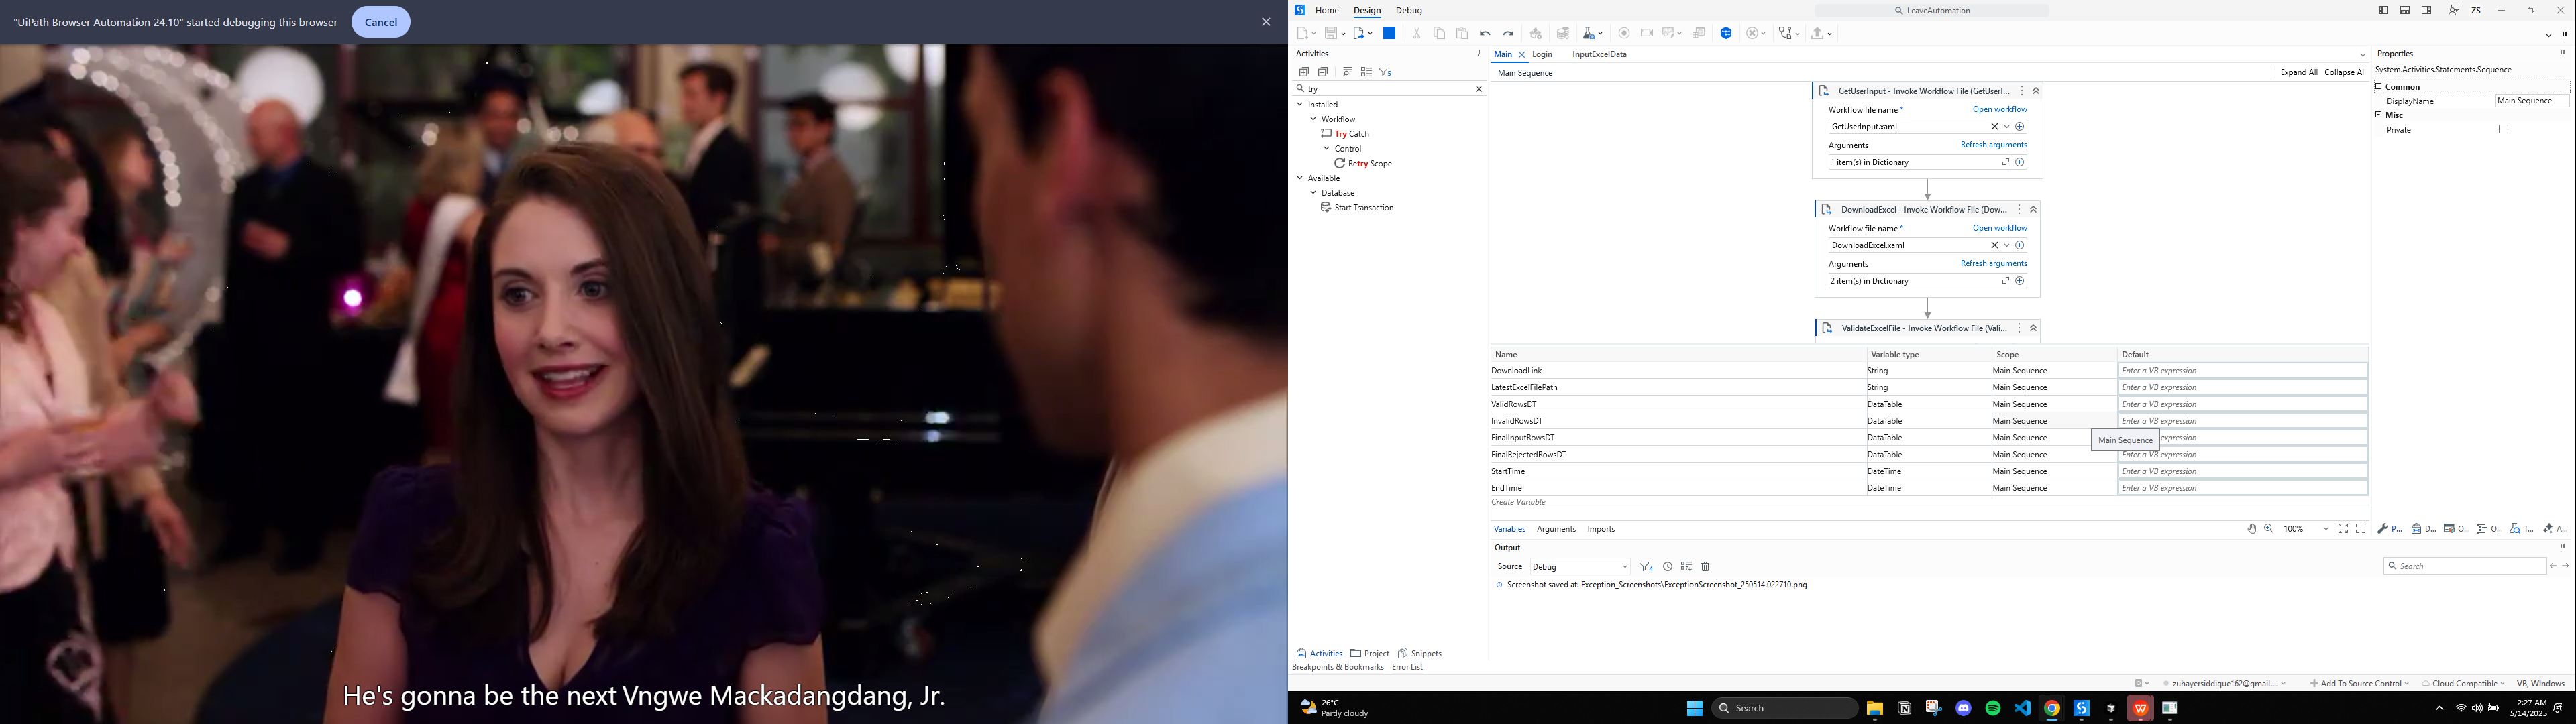 "UiPath Browser Automation 24.10" started debugging this browser
Cancel
He's gonna be the next Vngwe Mackadangdang, Jr.
Home Design Debug
LeaveAutomation
ZS
Activities
try
Installed
Workflow
Try Catch
Control
Retry Scope
Available
Database
Start Transaction
Activities Project Snippets
Breakpoints & Bookmarks Error List
Main Login InputExcelData
Main Sequence
Expand All Collapse All
GetUserInput - Invoke Workflow File (GetUserI...
Workflow file name * Open workflow
GetUserInput.xaml
Arguments Refresh arguments
1 item(s) in Dictionary
DownloadExcel - Invoke Workflow File (Dow...
Workflow file name * Open workflow
DownloadExcel.xaml
Arguments Refresh arguments
2 item(s) in Dictionary
ValidateExcelFile - Invoke Workflow File (Vali...
Name Variable type Scope Default
DownloadLink String Main Sequence Enter a VB expression
LatestExcelFilePath String Main Sequence Enter a VB expression
ValidRowsDT DataTable Main Sequence Enter a VB expression
InvalidRowsDT DataTable Main Sequence Enter a VB expression
FinalInputRowsDT DataTable Main Sequence expression
Main Sequence
FinalRejectedRowsDT DataTable Main Sequence Enter a VB expression
StartTime DateTime Main Sequence Enter a VB expression
EndTime DateTime Main Sequence Enter a VB expression
Create Variable
Variables Arguments Imports
100%
Output
Source Debug
4
Search
Screenshot saved at: Exception_Screenshots\ExceptionScreenshot_250514.022710.png
Properties
System.Activities.Statements.Sequence
Common
DisplayName Main Sequence
Misc
Private
P... D... O.. O.. T... A...
zuhayersiddique162@gmail.... Add To Source Control Cloud Compatible VB, Windows
26°C
Partly cloudy
Search
2:27 AM
5/14/2025